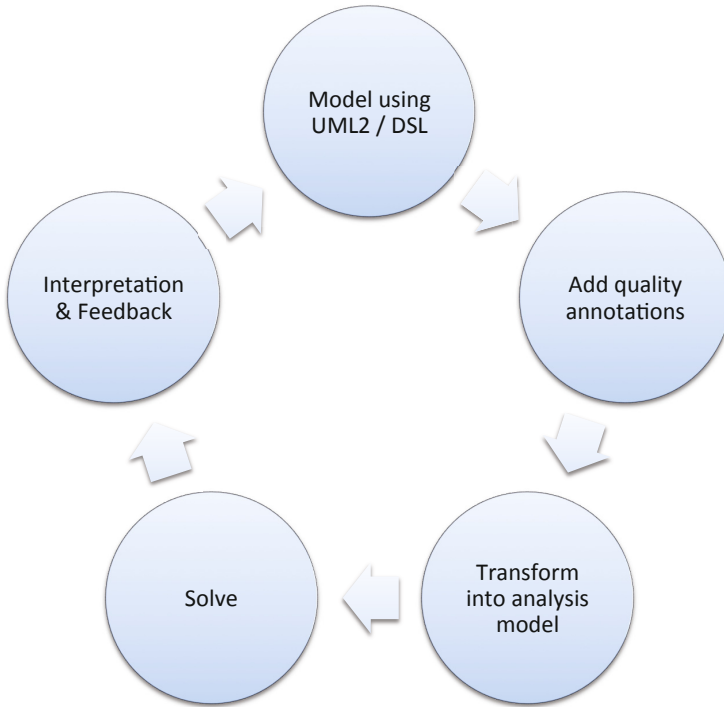 Model using
UML2 / DSL
Add quality
annotations
Transform
into analysis
model
Solve
Interpretation
& Feedback